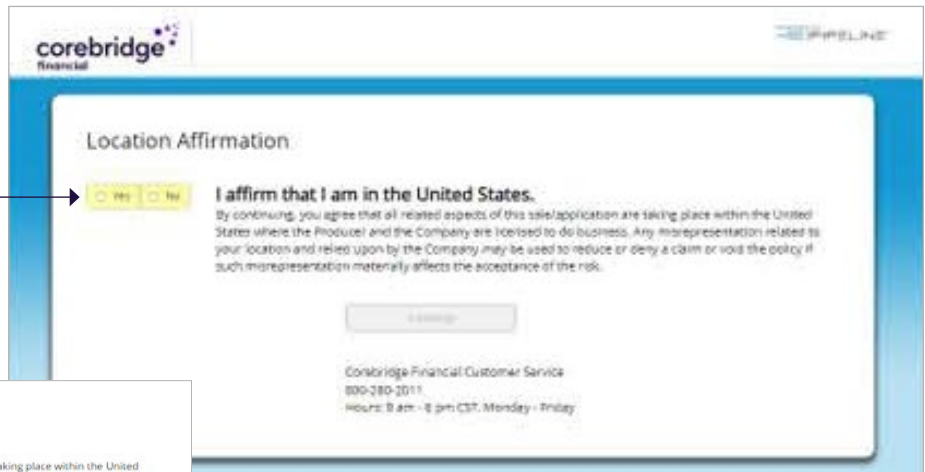 corebridge
financial
PIPELINE
Location Affirmation
Yes No
I affirm that I am in the United States.
By continuing, you agree that all related aspects of this sale/application are taking place within the United
States where the Producer and the Company are licensed to do business. Any misrepresentation related to
your location and relied upon by the Company may be used to reduce or deny a claim or void the policy if
such misrepresentation materially affects the acceptance of the risk.
Corebridge Financial Customer Service
800-280-2011
Hours: 8 am - 6 pm CST, Monday - Friday
aking place within the United